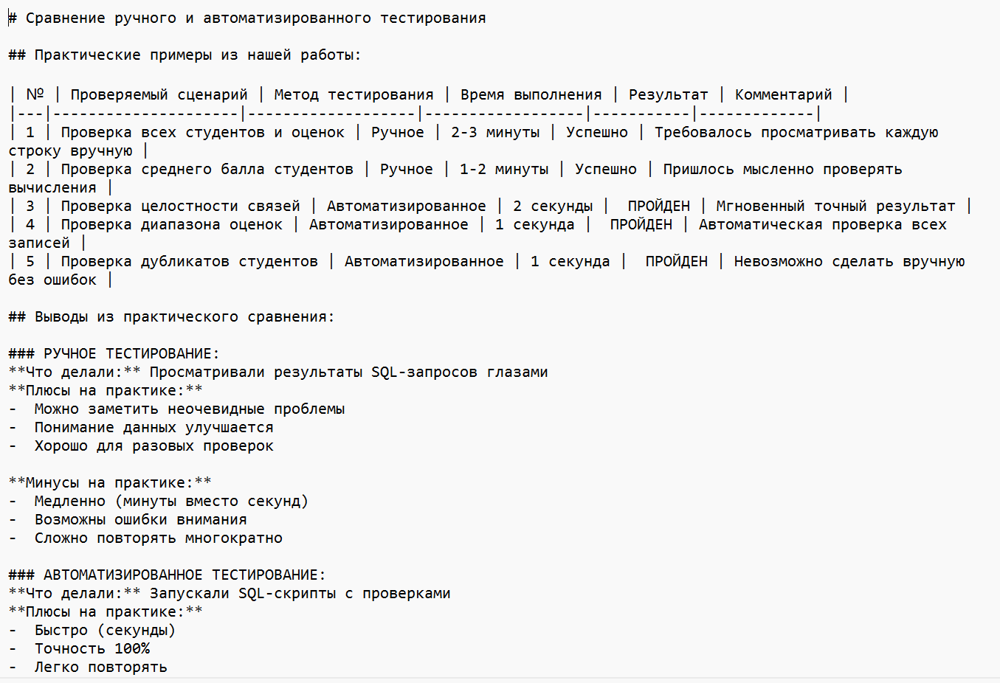 # Сравнение ручного и автоматизированного тестирования
## Практические примеры из нашей работы:
| № | Проверяемый сценарий | Метод тестирования | Время выполнения | Результат | Комментарий |
|---|---------------------|-------------------|------------------|-----------|-------------|
| 1 | Проверка всех студентов и оценок | Ручное | 2-3 минуты | Успешно | Требовалось просматривать каждую
строку вручную |
| 2 | Проверка среднего балла студентов | Ручное | 1-2 минуты | Успешно | Пришлось мысленно проверять
вычисления |
| 3 | Проверка целостности связей | Автоматизированное | 2 секунды |  ПРОЙДЕН | Мгновенный точный результат |
| 4 | Проверка диапазона оценок | Автоматизированное | 1 секунда |  ПРОЙДЕН | Автоматическая проверка всех
записей |
| 5 | Проверка дубликатов студентов | Автоматизированное | 1 секунда |  ПРОЙДЕН | Невозможно сделать вручную
без ошибок |
## Выводы из практического сравнения:
### РУЧНОЕ ТЕСТИРОВАНИЕ:
**Что делали:** Просматривали результаты SQL-запросов глазами
**Плюсы на практике:**
-  Можно заметить неочевидные проблемы
-  Понимание данных улучшается
-  Хорошо для разовых проверок
**Минусы на практике:**
-  Медленно (минуты вместо секунд)
-  Возможны ошибки внимания
-  Сложно повторять многократно
### АВТОМАТИЗИРОВАННОЕ ТЕСТИРОВАНИЕ:
**Что делали:** Запускали SQL-скрипты с проверками
**Плюсы на практике:**
-  Быстро (секунды)
-  Точность 100%
-  Легко повторять